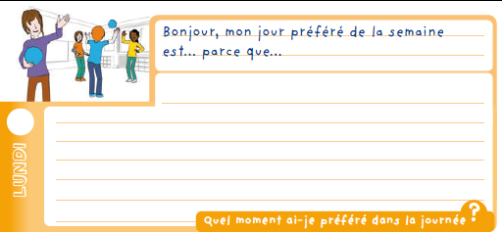 Bonjour, mon jour préféré de la semaine
est... parce que...
LUNDI
Quel moment ai-je préféré dans la journée ?